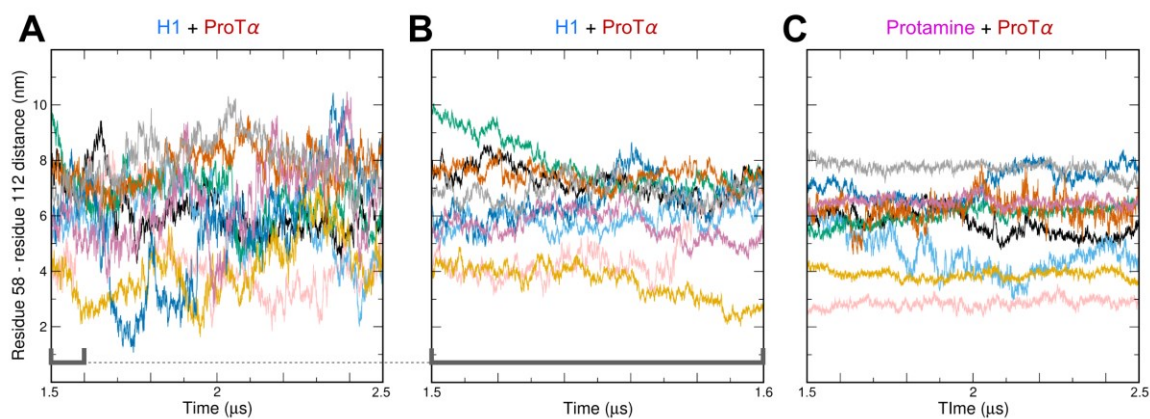 A
H1 + ProTα
B
H1 + ProTα
C
Protamine + ProTα
Residue 58 - residue 112 distance (nm)
10
8
6
4
2
1.5
2
2.5
Time (μs)
1.5
1.6
Time (μs)
1.5
2
2.5
TIme (μs)